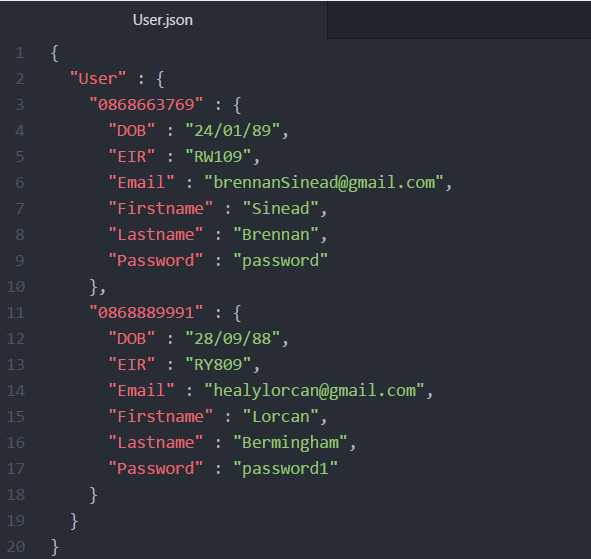 User.json
1 {
2   "User" : {
3     "0868663769" : {
4       "DOB" : "24/01/89",
5       "EIR" : "RW109",
6       "Email" : "brennanSinead@gmail.com",
7       "Firstname" : "Sinead",
8       "Lastname" : "Brennan",
9       "Password" : "password"
10     },
11     "0868889991" : {
12       "DOB" : "28/09/88",
13       "EIR" : "RY809",
14       "Email" : "healylorcan@gmail.com",
15       "Firstname" : "Lorcan",
16       "Lastname" : "Bermingham",
17       "Password" : "password1"
18     }
19   }
20 }